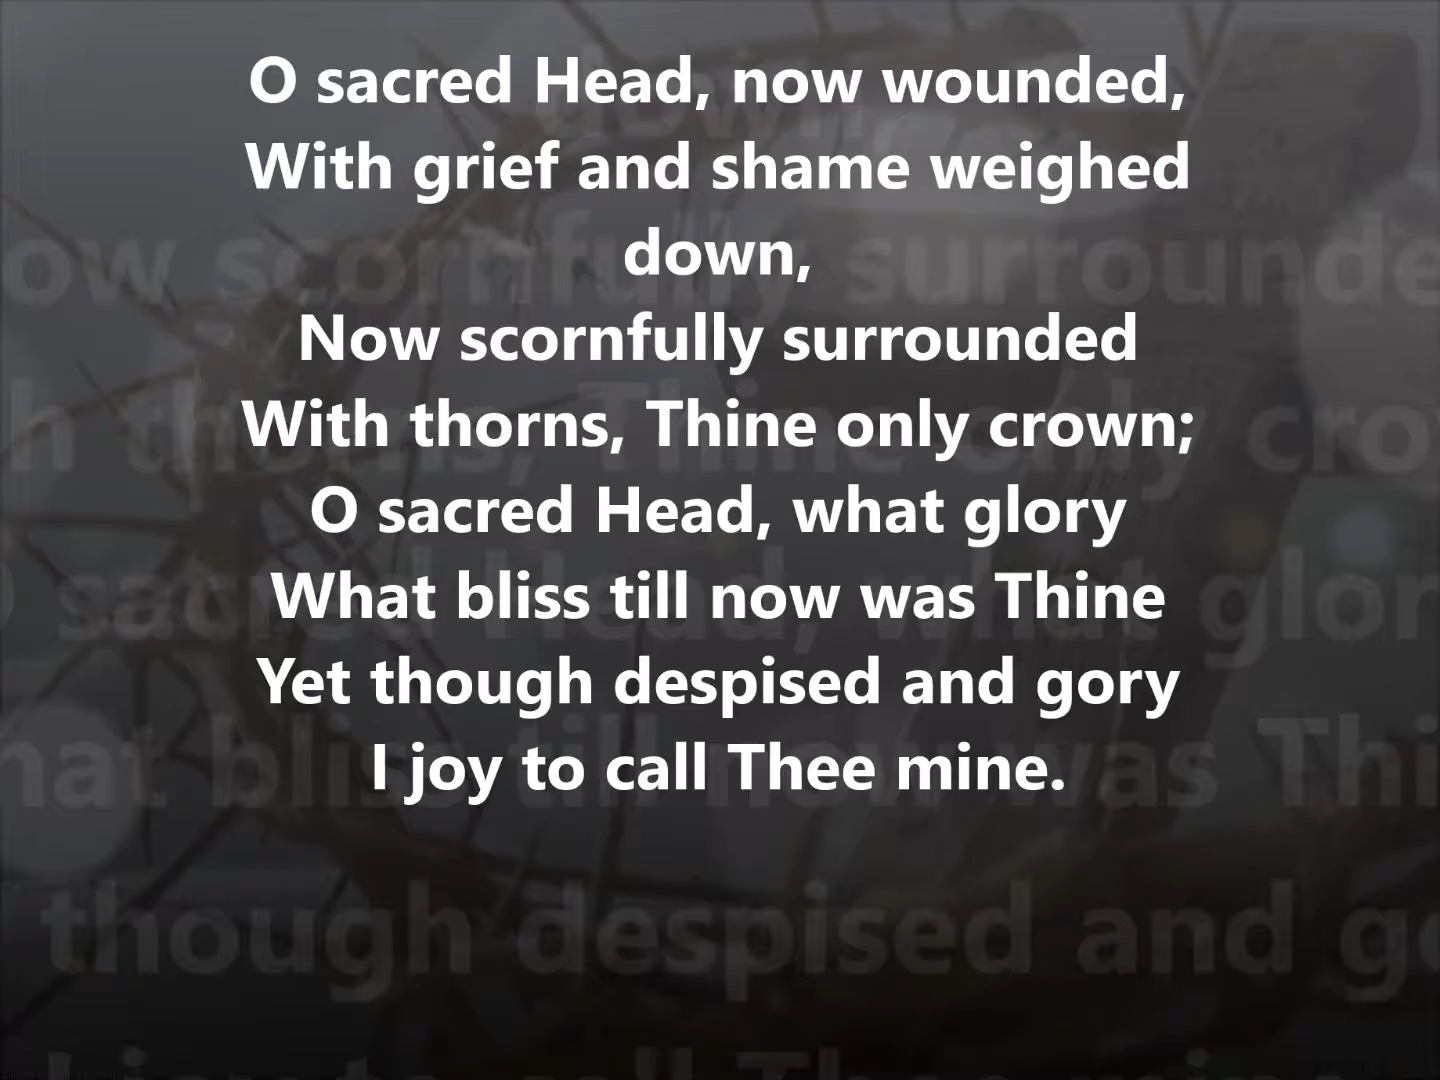 O sacred Head, now wounded,
With grief and shame weighed
down,
Now scornfully surrounded
With thorns, Thine only crown;
O sacred Head, what glory
What bliss till now was Thine
Yet though despised and gory
I joy to call Thee mine.